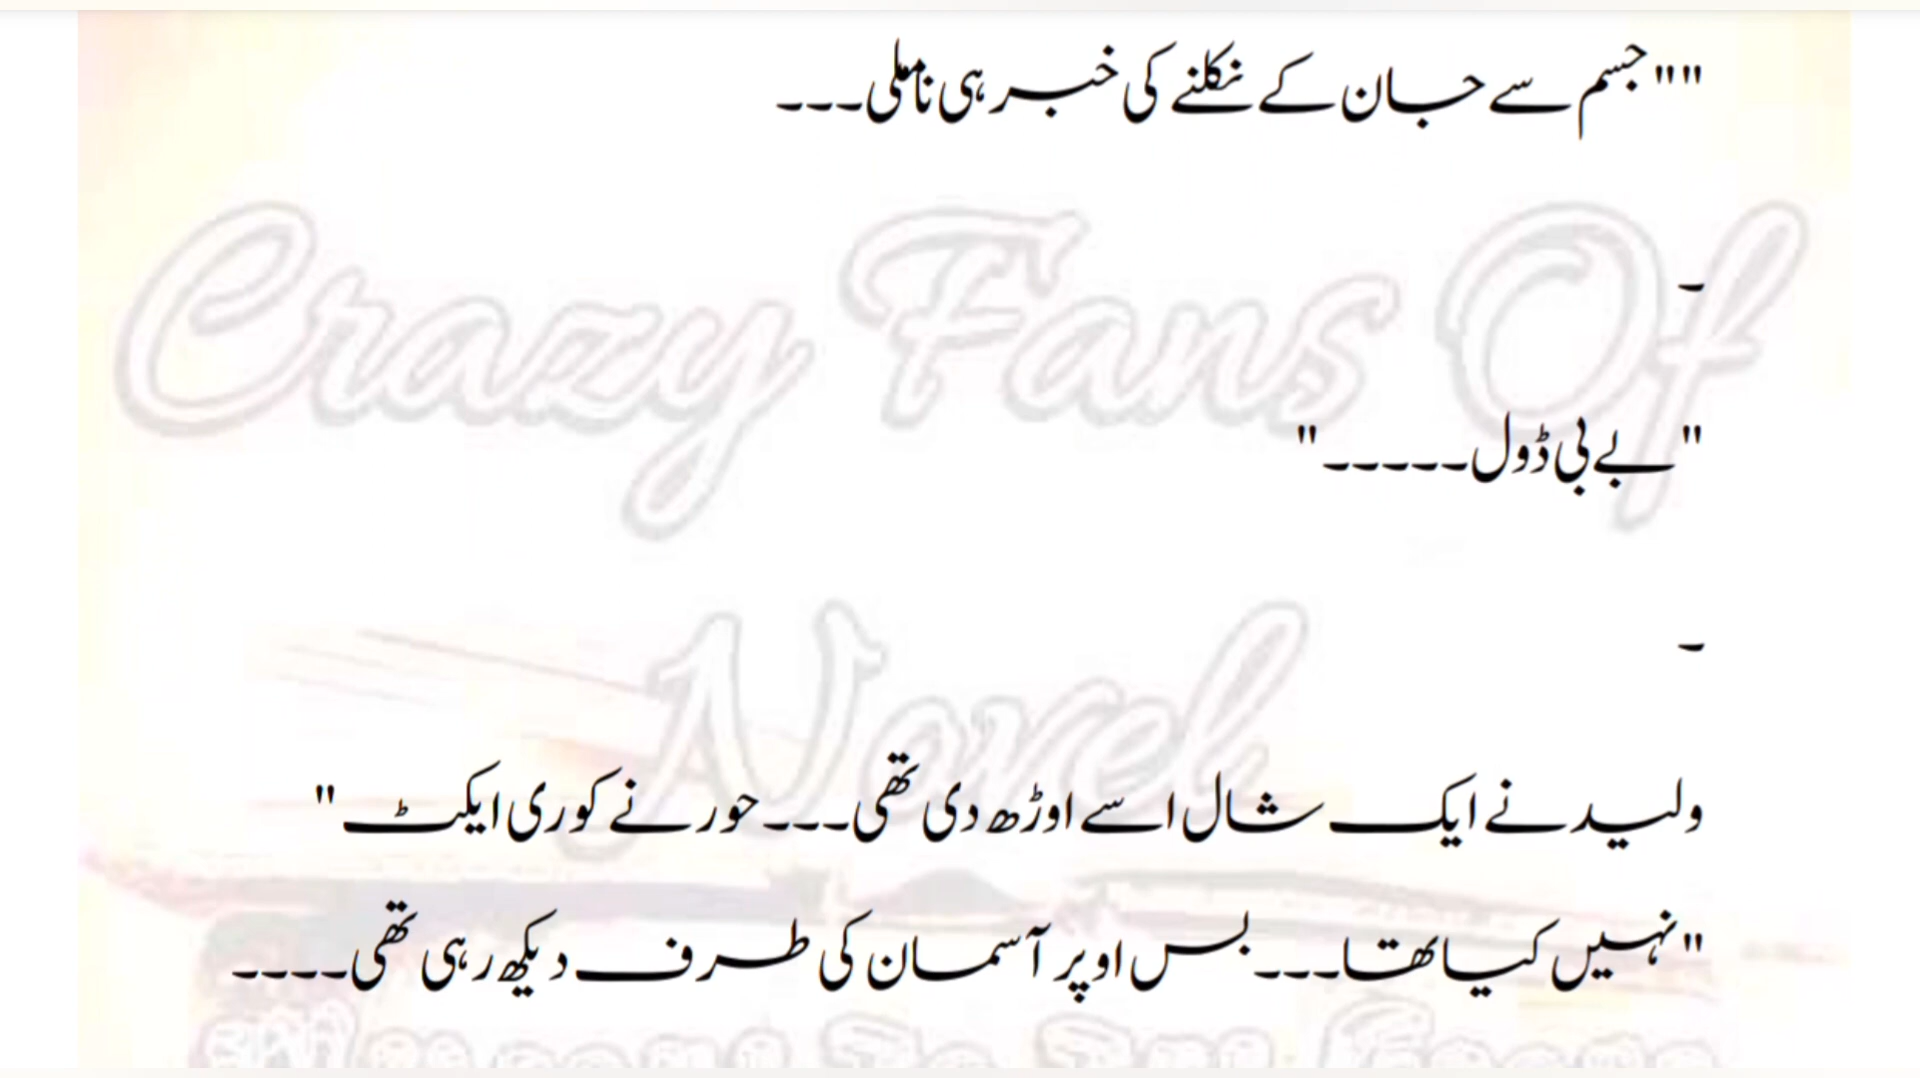 ""جسم سے جان کے نکلنے کی خبر ہی نا ملی۔۔۔
۔
"بے بی ڈول۔۔۔۔۔"
۔
ولید نے ایک شال اسے اوڑھ دی تھی۔۔۔حور نے کوری ایکٹ"
"نہیں کیا تھا۔۔۔بس اوپر آسمان کی طرف دیکھ رہی تھی۔۔۔۔
Crazy Fans Of
Novel